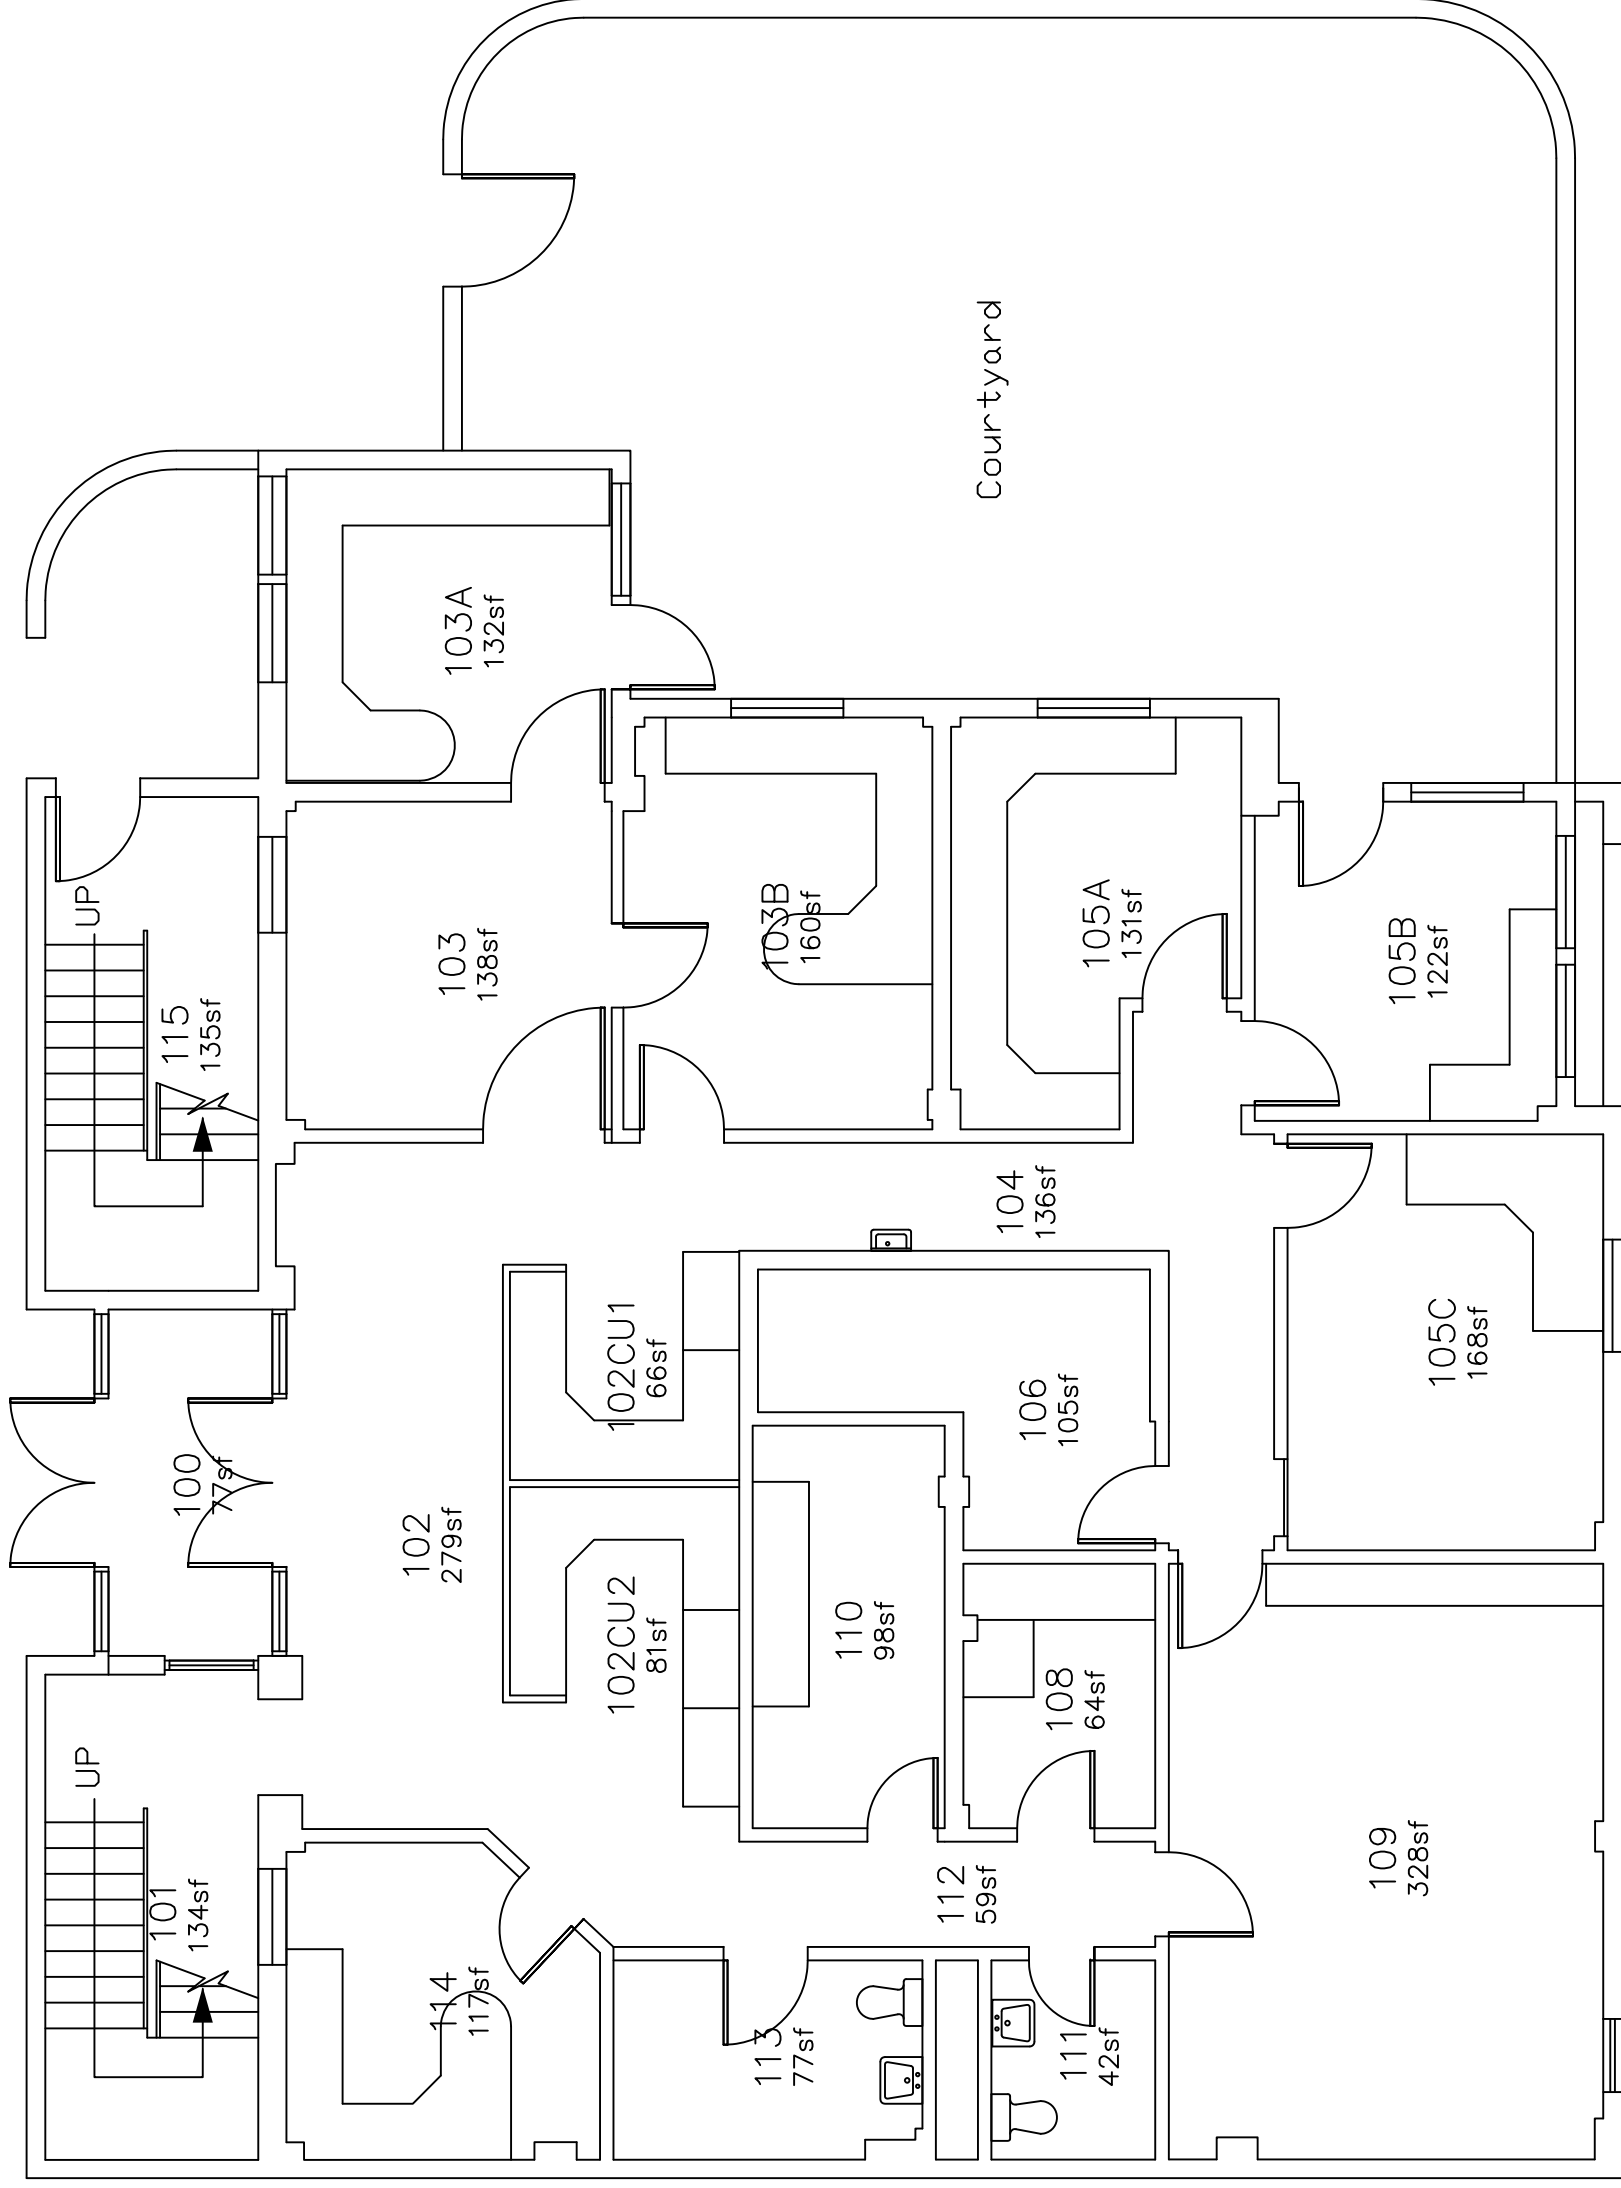 Courtyard
103A
132sf
UP
115
135sf
103
138sf
103B
160sf
105A
131sf
105B
122sf
104
136sf
100
77sf
102
279sf
102CU1
66sf
106
105sf
105C
168sf
102CU2
81sf
110
98sf
108
64sf
UP
101
134sf
114
117sf
112
59sf
109
328sf
113
77sf
111
42sf